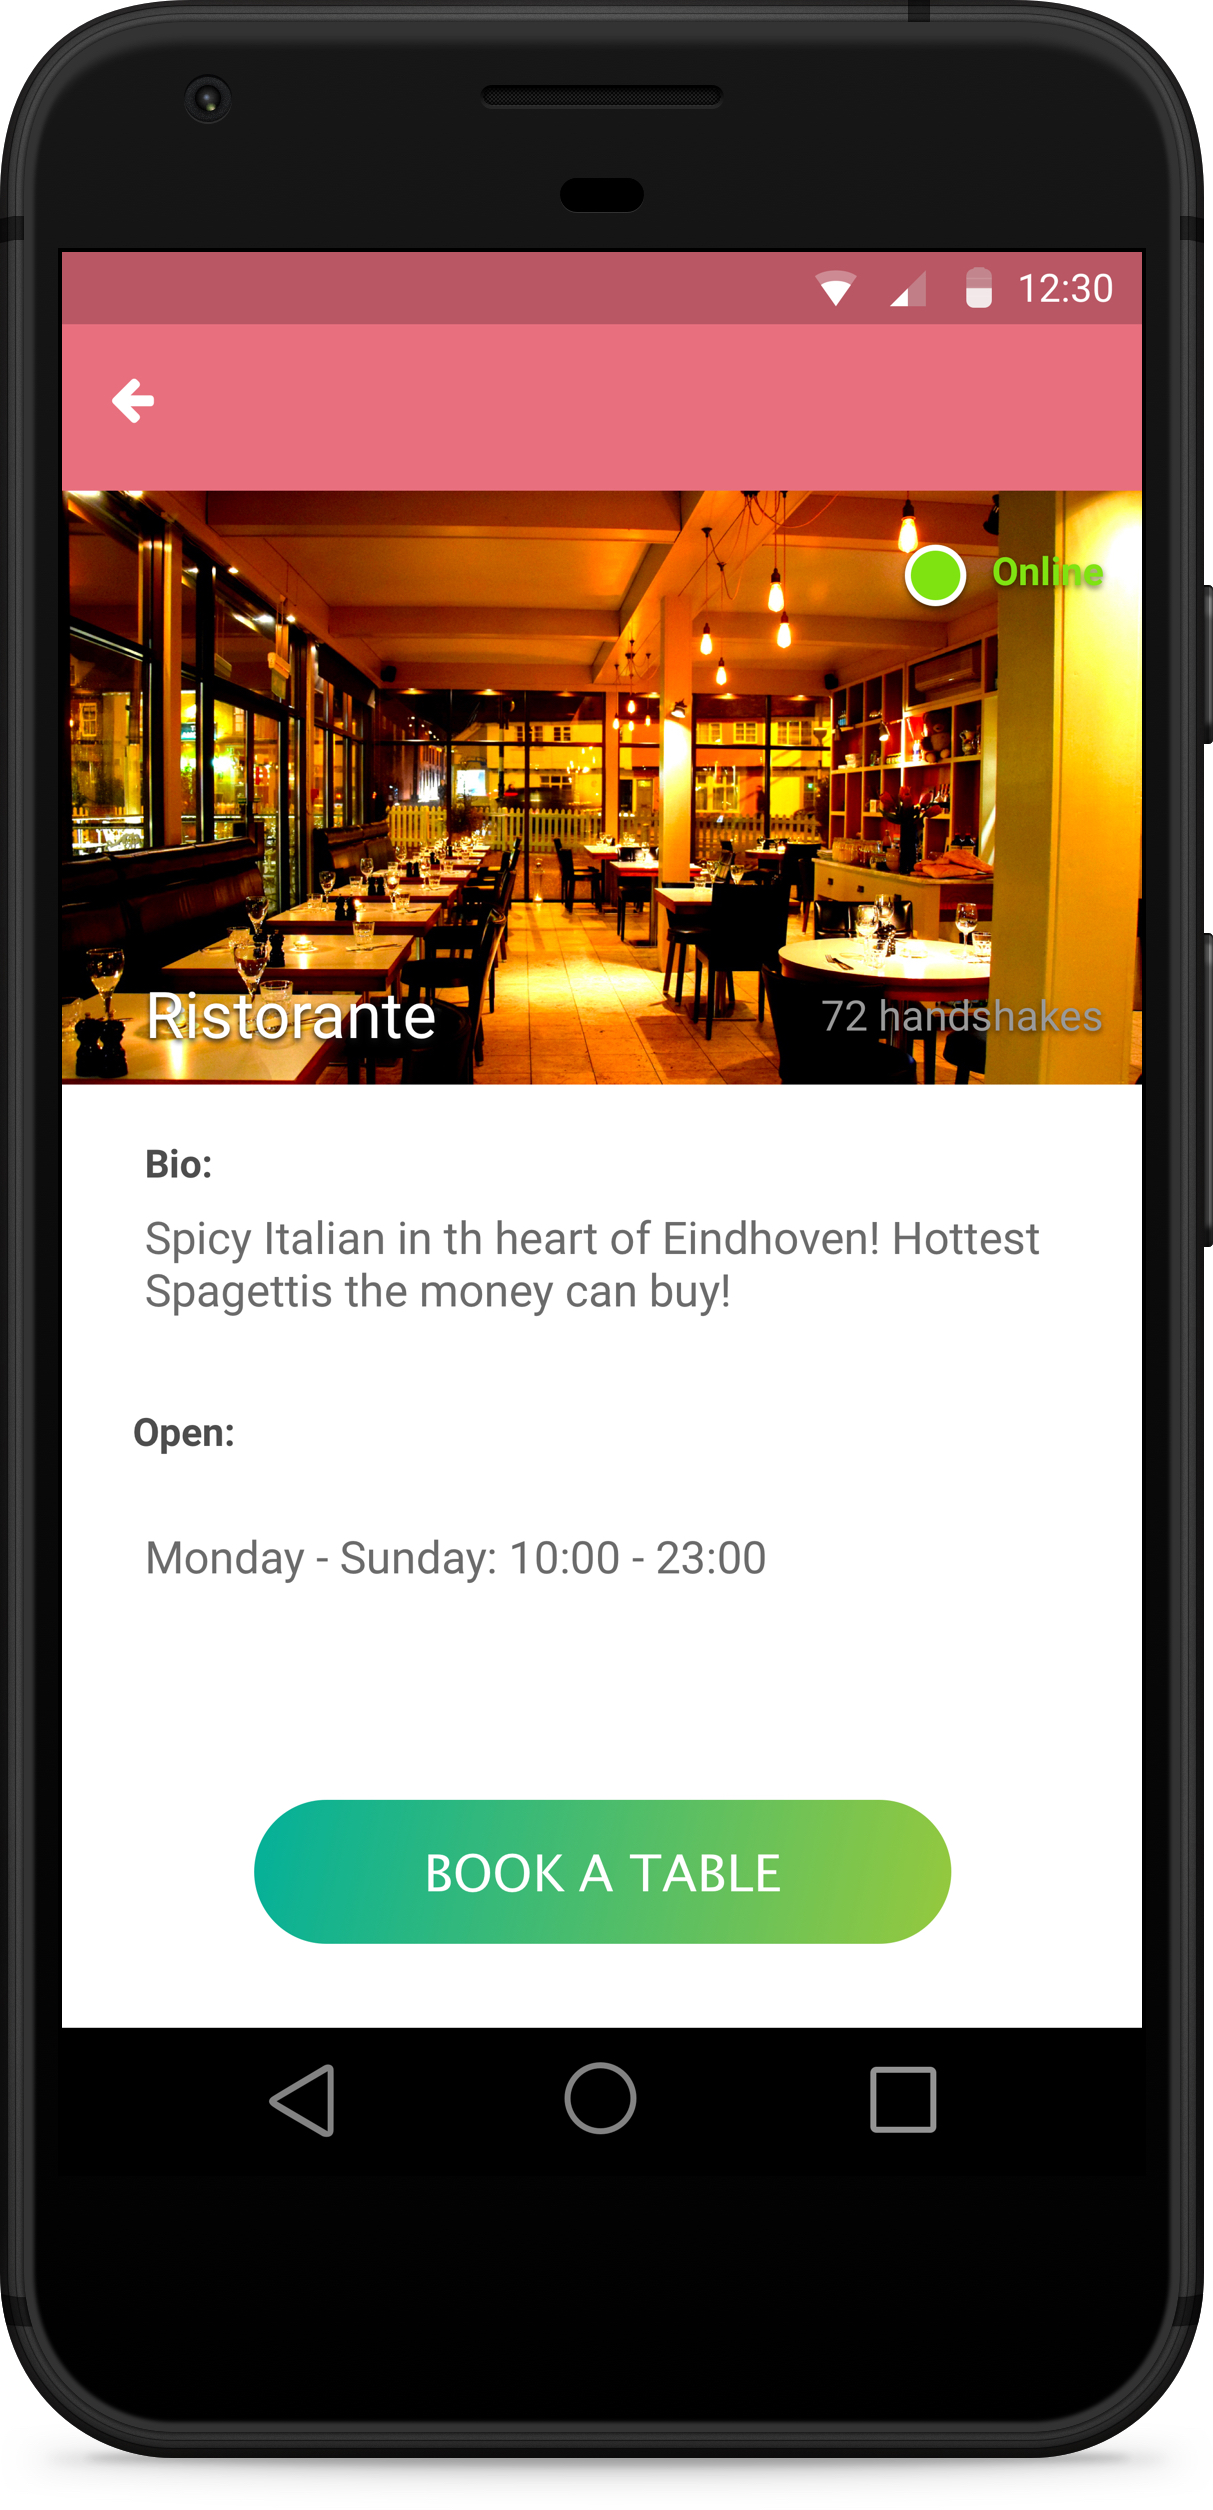 12:30
Online
Ristorante
72 handshakes
Bio:
Spicy Italian in th heart of Eindhoven! Hottest
Spagettis the money can buy!
Open:
Monday - Sunday: 10:00 - 23:00
BOOK A TABLE